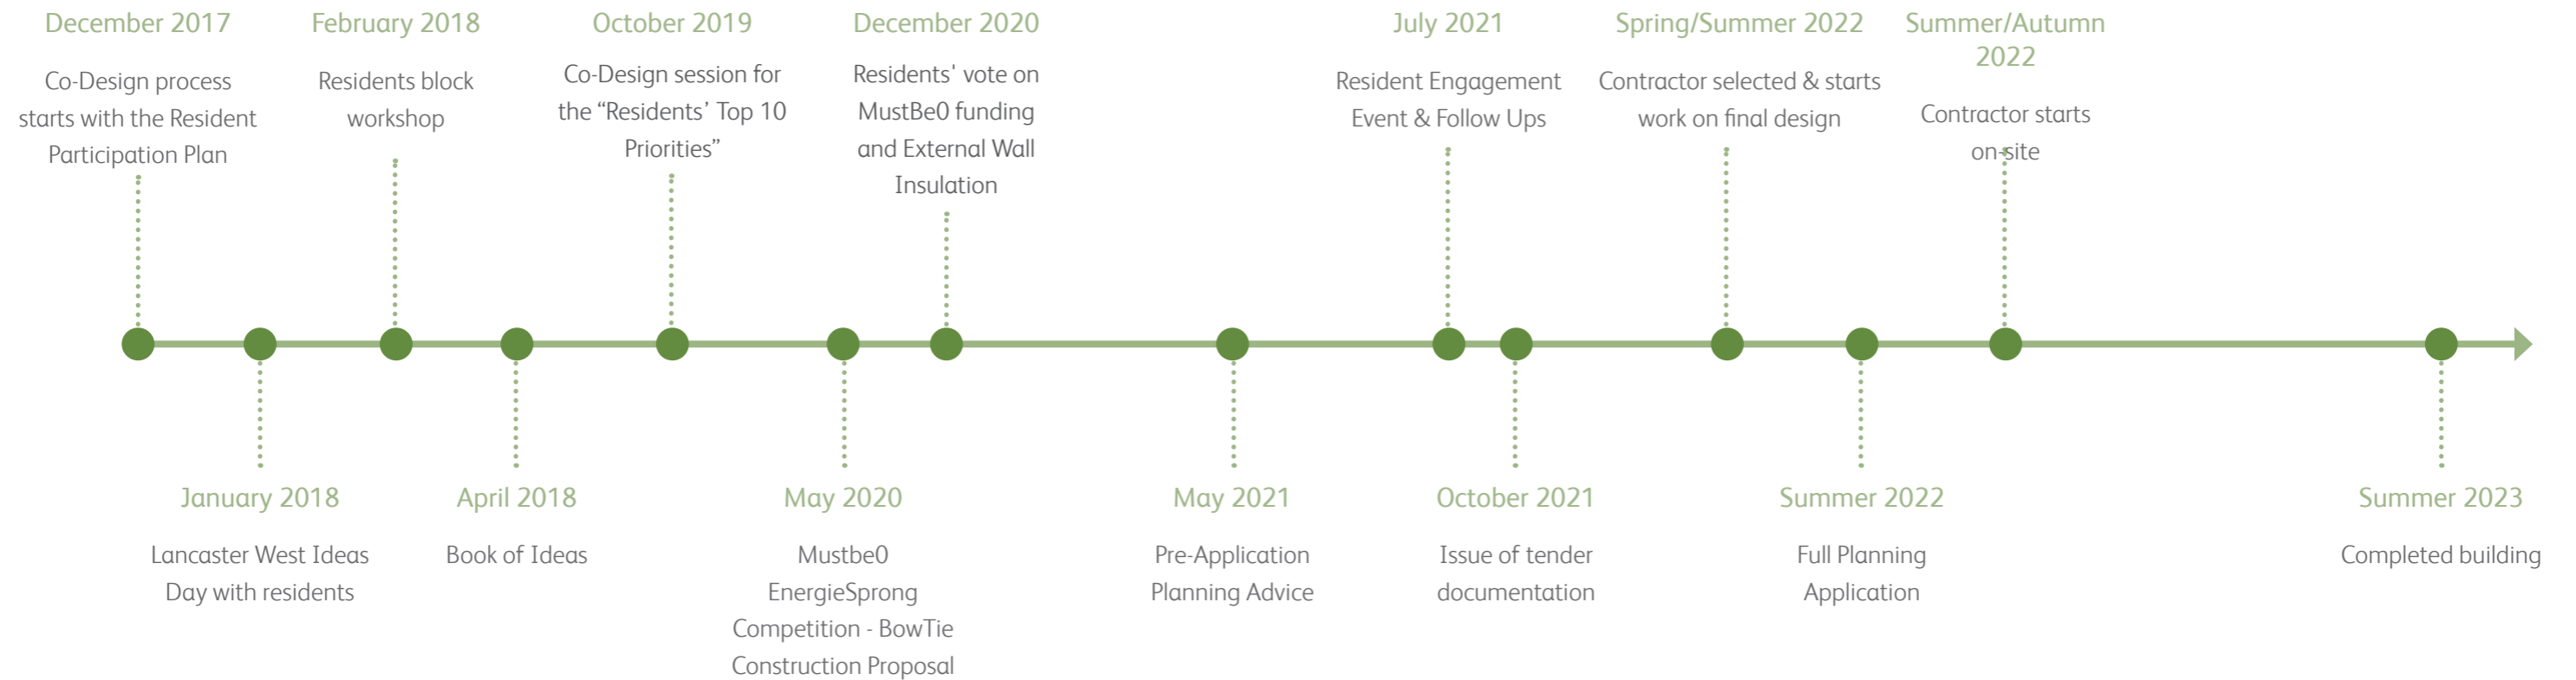 December 2017
Co-Design process
starts with the Resident
Participation Plan
February 2018
Residents block
workshop
October 2019
Co-Design session for
the “Residents’ Top 10
Priorities”
December 2020
Residents' vote on
MustBe0 funding
and External Wall
Insulation
July 2021
Resident Engagement
Event & Follow Ups
Spring/Summer 2022
Contractor selected & starts
work on final design
Summer/Autumn
2022
Contractor starts
on-site
January 2018
Lancaster West Ideas
Day with residents
April 2018
Book of Ideas
May 2020
Mustbe0
EnergieSprong
Competition - BowTie
Construction Proposal
May 2021
Pre-Application
Planning Advice
October 2021
Issue of tender
documentation
Summer 2022
Full Planning
Application
Summer 2023
Completed building